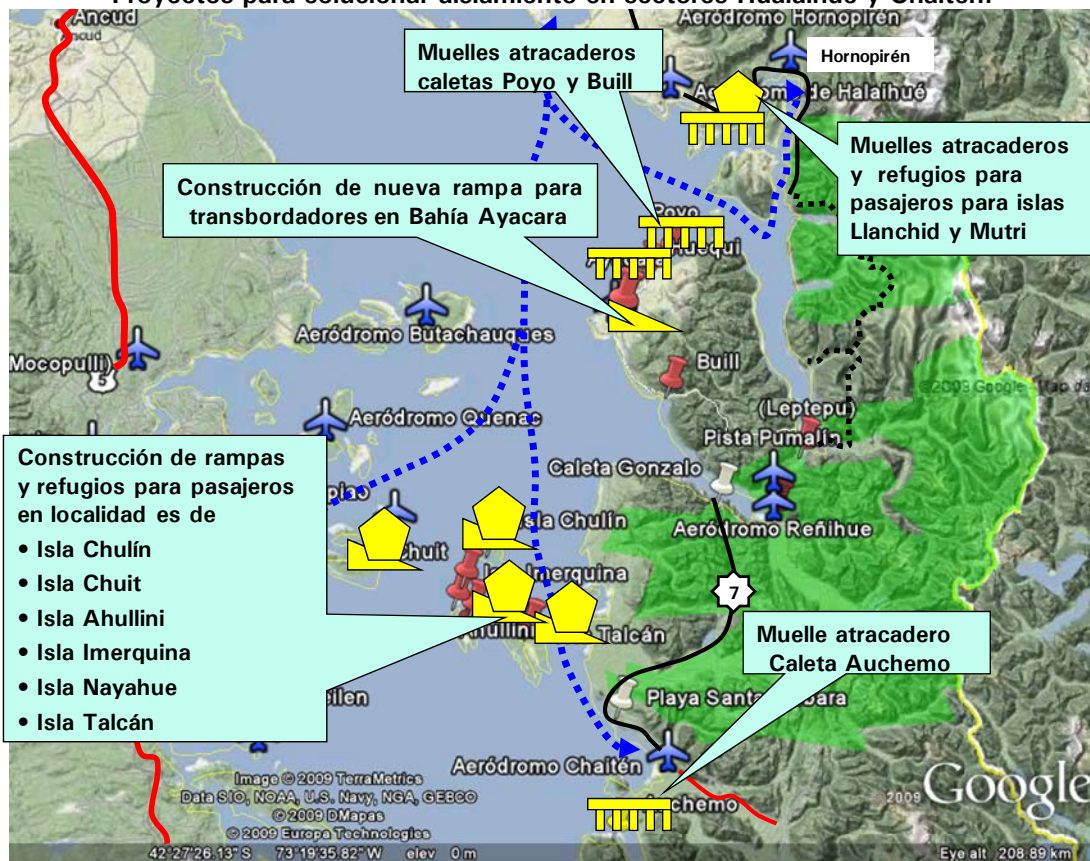 Proyectos para solucionar aislamiento en sectores Hualaihué y Chaitém
Ancud
Ancud
Aeródromo Hornopirén
Hornopirén
Muelles atracaderos
caletas Poyo y Buill
Muelles atracaderos
y refugios para
pasajeros para islas
Llanchid y Mutri
Construcción de nueva rampa para
transbordadores en Bahía Ayacara
Poyo
Aeródromo Butachauques
Mocopulli)
5
Buill
©2009 Google - Map da
(Leptepu)
Aeródromo Quenac
Pista Pumalín
Caleta Gonzalo
Aeródromo Reñihue
Construcción de rampas
y refugios para pasajeros
en localidad es de
• Isla Chulín
• Isla Chuit
• Isla Ahullini
• Isla Imerquina
• Isla Nayahue
• Isla Talcán
Isla Chulín
Imerquina
Talcán
7
Muelle atracadero
Caleta Auchemo
Playa Santa
Aeródromo Chaitén
Image © 2009 TerraMetrics
Data SIO, NOAA, U.S. Navy, NGA, GEBCO
© 2009 DMapas
© 2009 Europa Technologies
2009 Google
42°27'26.13" S 73°19'35.82" W elev 0 m
Eye alt 208.89 km